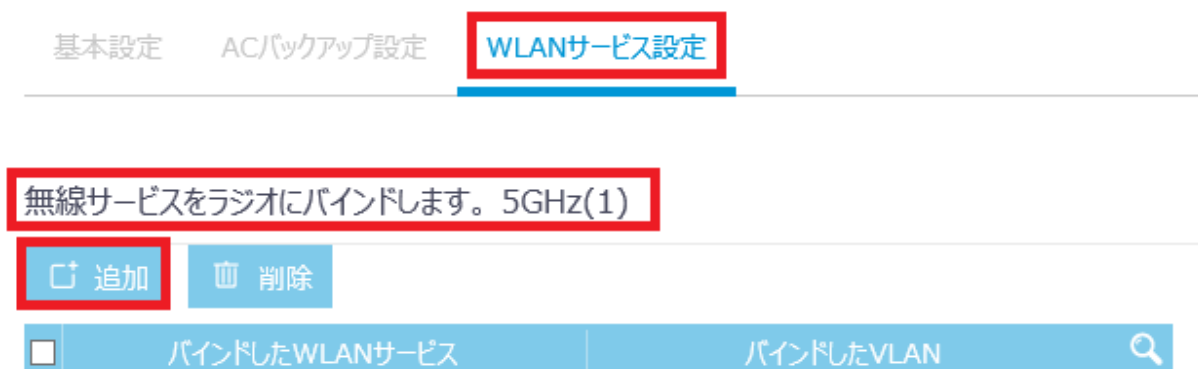 基本設定 ACバックアップ設定 WLANサービス設定
無線サービスをラジオにバインドします。5GHz(1)
追加 削除
バインドしたWLANサービス バインドしたVLAN